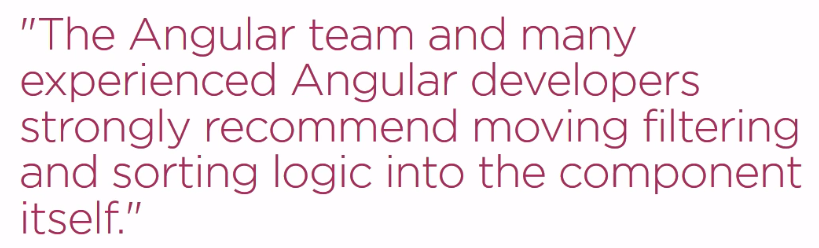 "The Angular team and many
experienced Angular developers
strongly recommend moving filtering
and sorting logic into the component
itself."